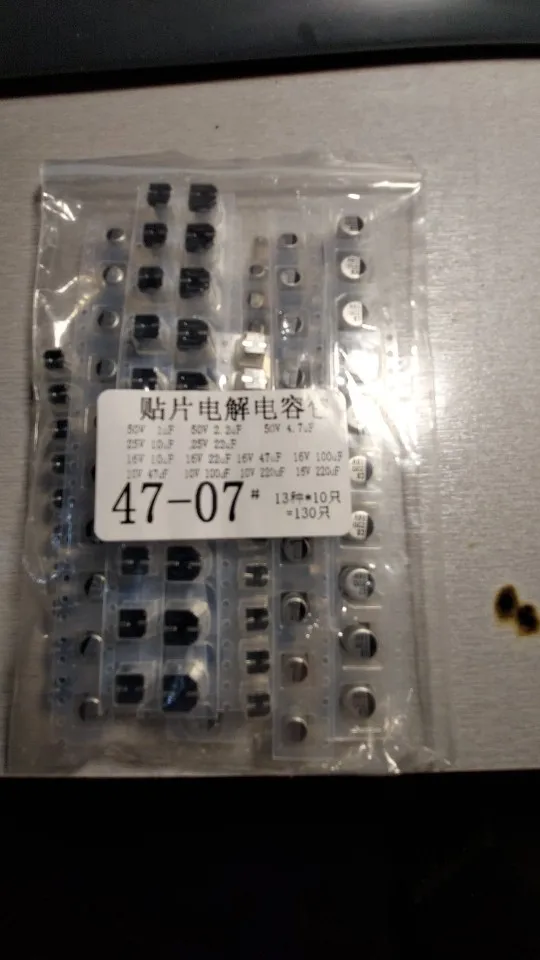 贴片电解电容包
50V 1uF 50V 2.2uF 50V 4.7uF
25V 10uF 25V 22uF
16V 10uF 16V 22uF 16V 47uF 16V 100uF
10V 47uF 10V 100uF 10V 220uF 16V 220uF
47-07# 13种*10只
=130只